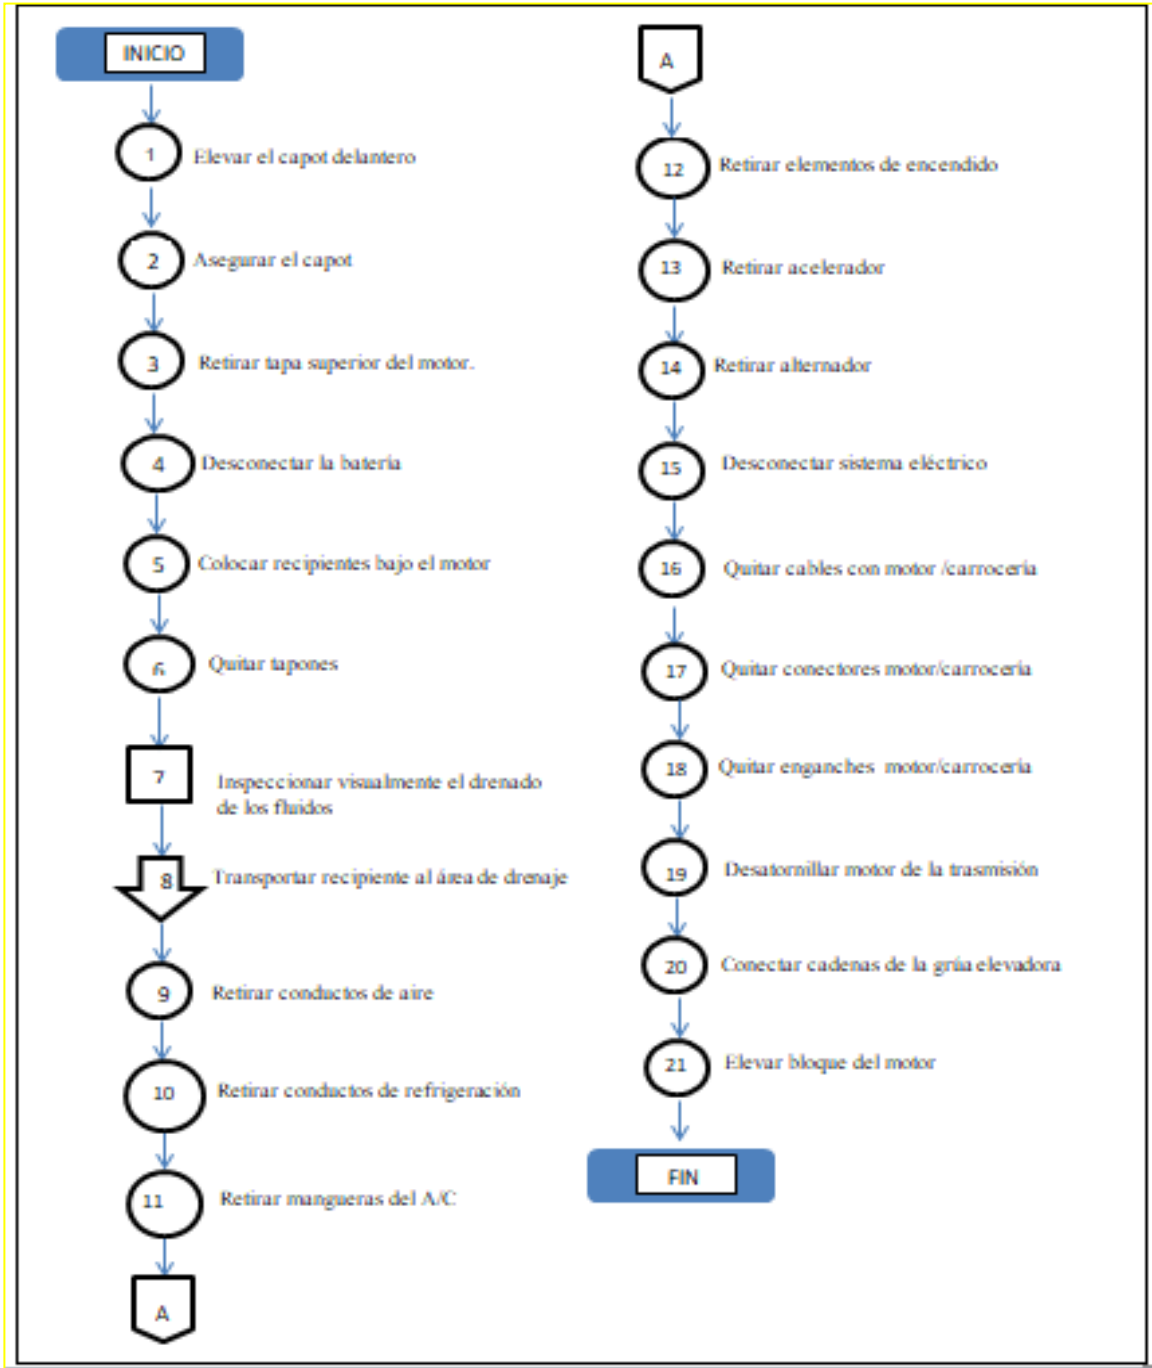 INICIO
1 Elevar el capot delantero
2 Asegurar el capot
3 Retirar tapa superior del motor.
4 Desconectar la batería
5 Colocar recipientes bajo el motor
6 Quitar tapones
7 Inspeccionar visualmente el drenado
de los fluidos
8 Transportar recipiente al área de drenaje
9 Retirar conductos de aire
10 Retirar conductos de refrigeración
11 Retirar mangueras del A/C
A
A
12 Retirar elementos de encendido
13 Retirar acelerador
14 Retirar alternador
15 Desconectar sistema eléctrico
16 Quitar cables con motor /carrocería
17 Quitar conectores motor/carrocería
18 Quitar enganches motor/carrocería
19 Desatornillar motor de la trasmisión
20 Conectar cadenas de la grúa elevadora
21 Elevar bloque del motor
FIN